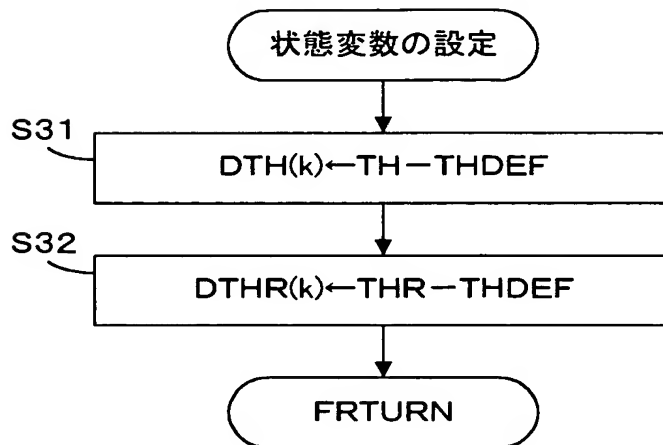 状態変数の設定
S31
DTH(k)←TH−THDEF
S32
DTHR(k)←THR−THDEF
FRTURN